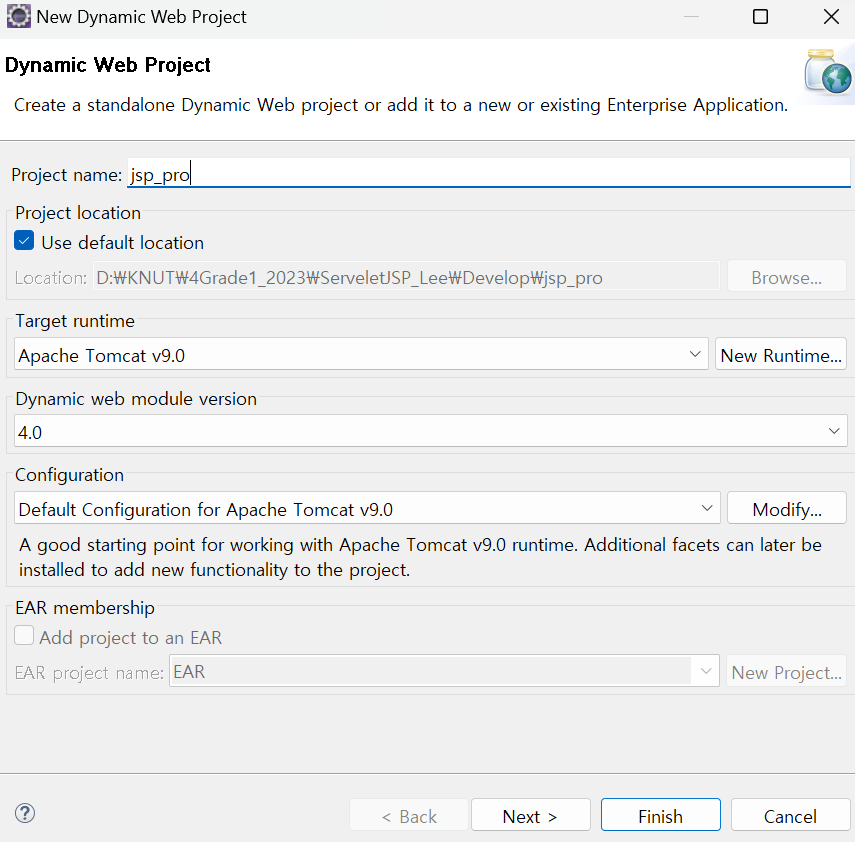 New Dynamic Web Project
Dynamic Web Project
Create a standalone Dynamic Web project or add it to a new or existing Enterprise Application.
Project name: jsp_pro
Project location
Use default location
Location: D:₩KNUT₩4Grade1_2023₩ServeletJSP_Lee₩Develop₩jsp_pro Browse...
Target runtime
Apache Tomcat v9.0 New Runtime...
Dynamic web module version
4.0
Configuration
Default Configuration for Apache Tomcat v9.0 Modify...
A good starting point for working with Apache Tomcat v9.0 runtime. Additional facets can later be
installed to add new functionality to the project.
EAR membership
Add project to an EAR
EAR project name: EAR New Project...
? < Back Next > Finish Cancel